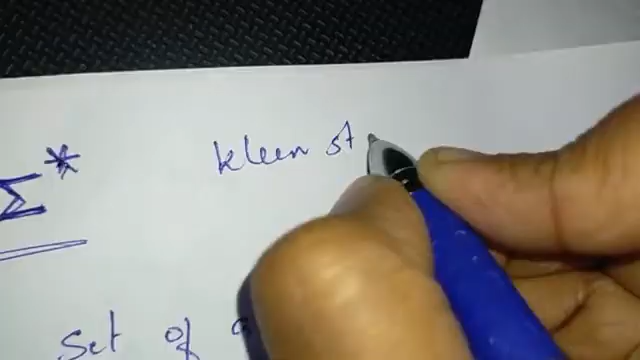 Σ* kleen st
Set of